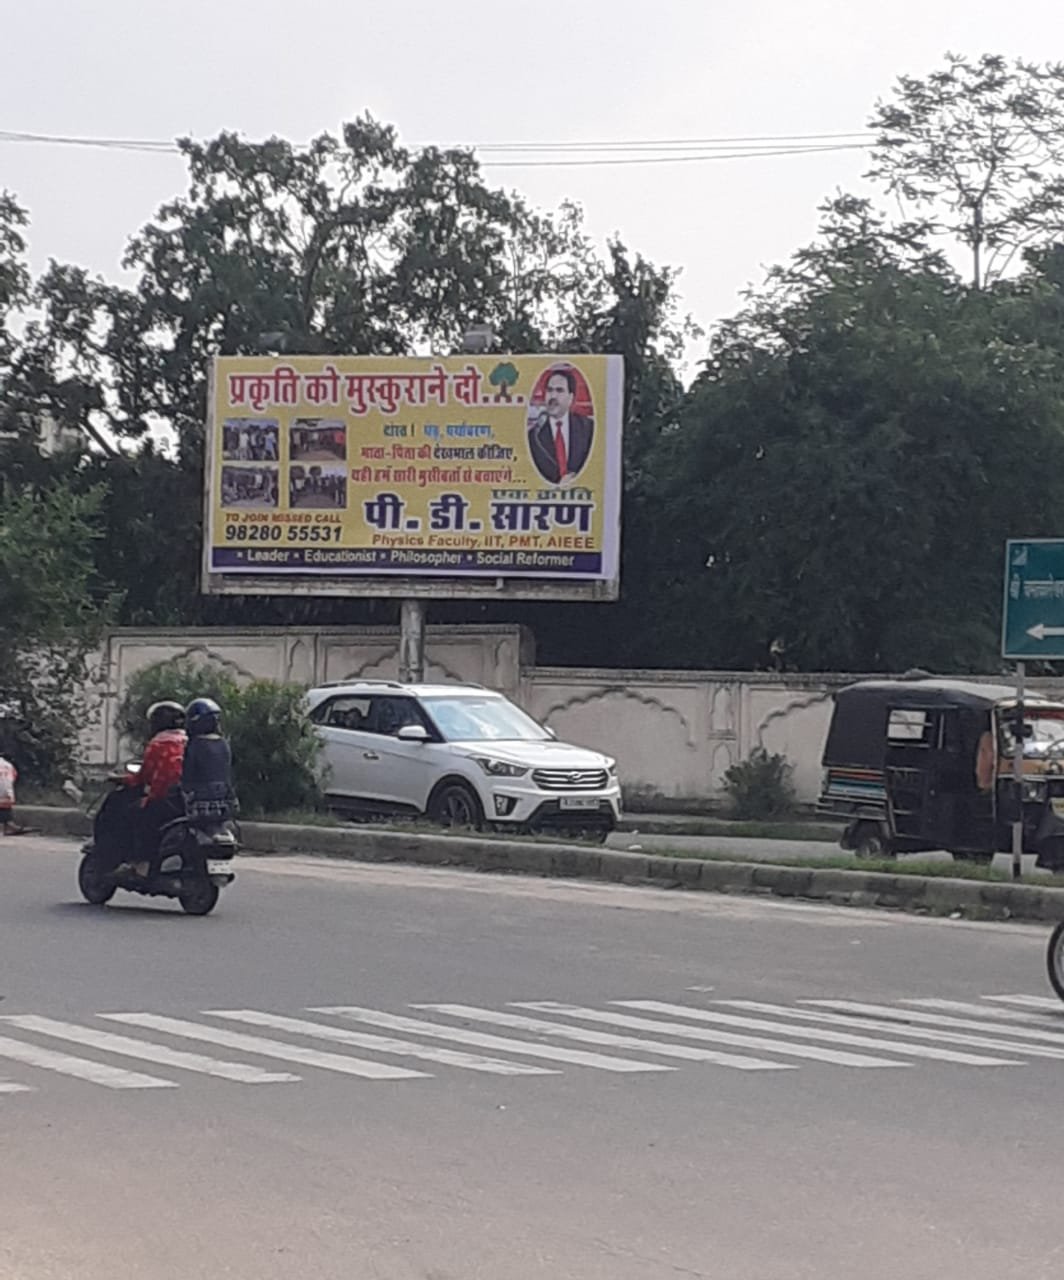 प्रकृति को मुस्कुराने दो....
दोस्त ! पेड़, पर्यावरण,
माता-पिता की देखभाल कीजिए,
यही हमें सारी मुसीबतों से बचाएंगे...
एक क्रांति
पी. डी. सारण
TO JOIN MISSED CALL
98280 55531
Physics Faculty, IIT, PMT, AIEEE
• Leader • Educationist • Philosopher • Social Reformer